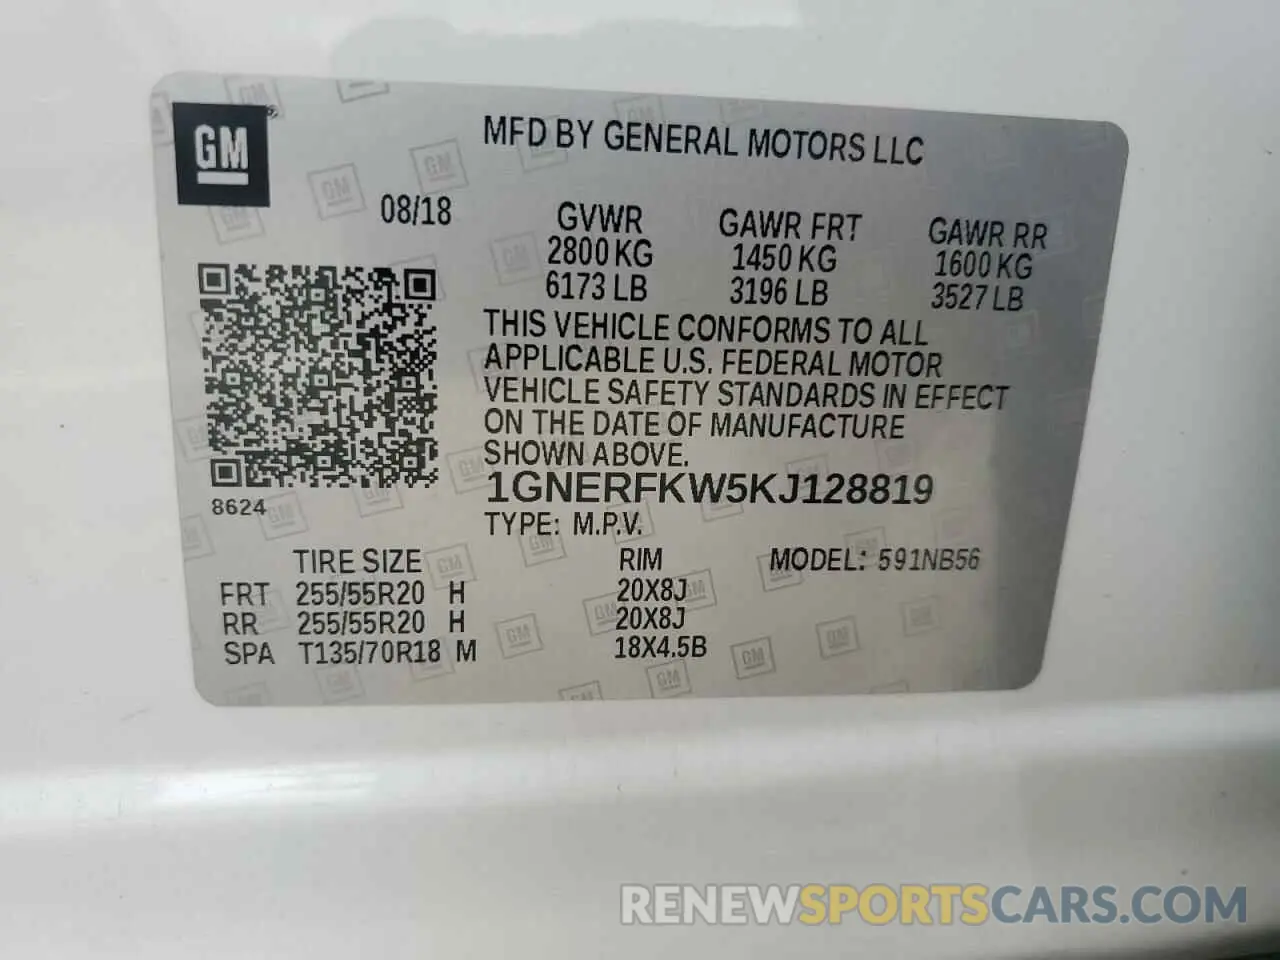 GM
MFD BY GENERAL MOTORS LLC
08/18
GVWR GAWR FRT GAWR RR
2800 KG 1450 KG 1600 KG
6173 LB 3196 LB 3527 LB
THIS VEHICLE CONFORMS TO ALL
APPLICABLE U.S. FEDERAL MOTOR
VEHICLE SAFETY STANDARDS IN EFFECT
ON THE DATE OF MANUFACTURE
SHOWN ABOVE.
1GNERFKW5KJ128819
8624
TYPE: M.P.V.
TIRE SIZE RIM MODEL: 591NB56
FRT 255/55R20 H 20X8J
RR 255/55R20 H 20X8J
SPA T135/70R18 M 18X4.5B
RENEWSPORTSCARS.COM